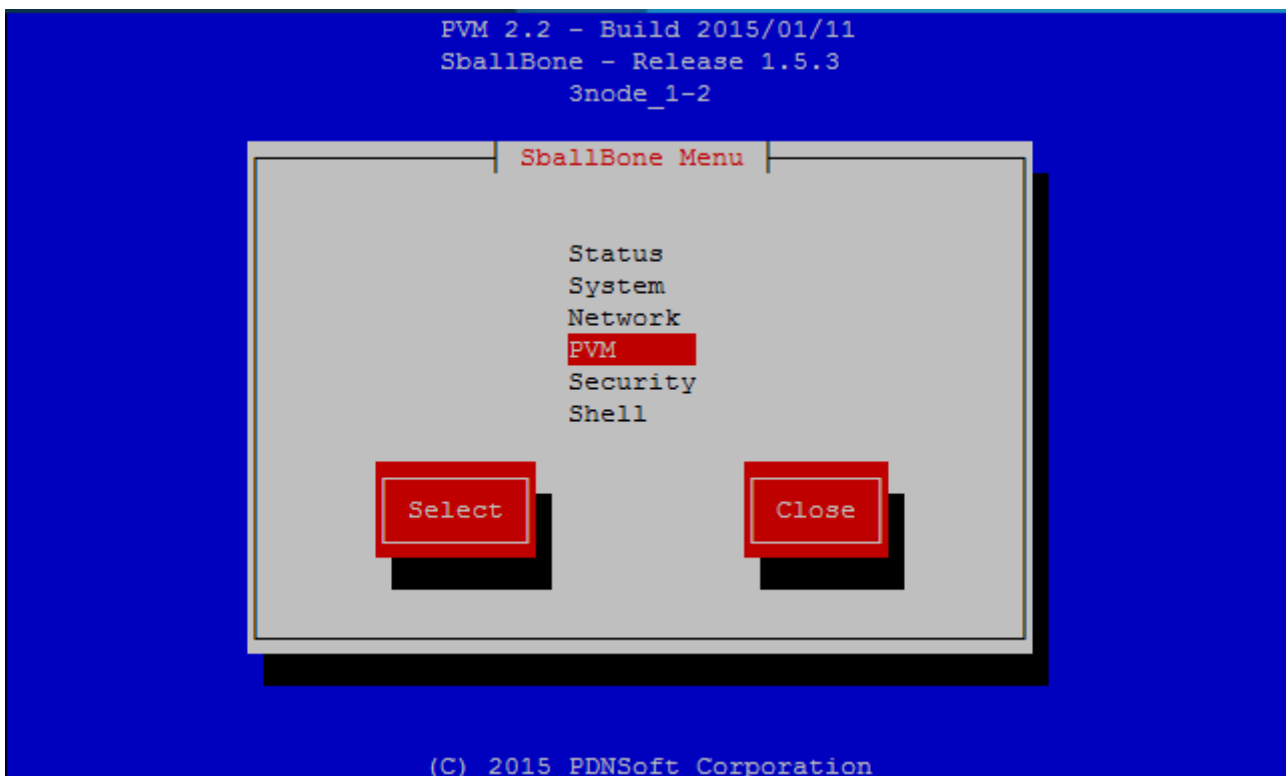 PVM 2.2 - Build 2015/01/11
SballBone - Release 1.5.3
3node_1-2
SballBone Menu
Status
System
Network
PVM
Security
Shell
Select Close
(C) 2015 PDNSoft Corporation